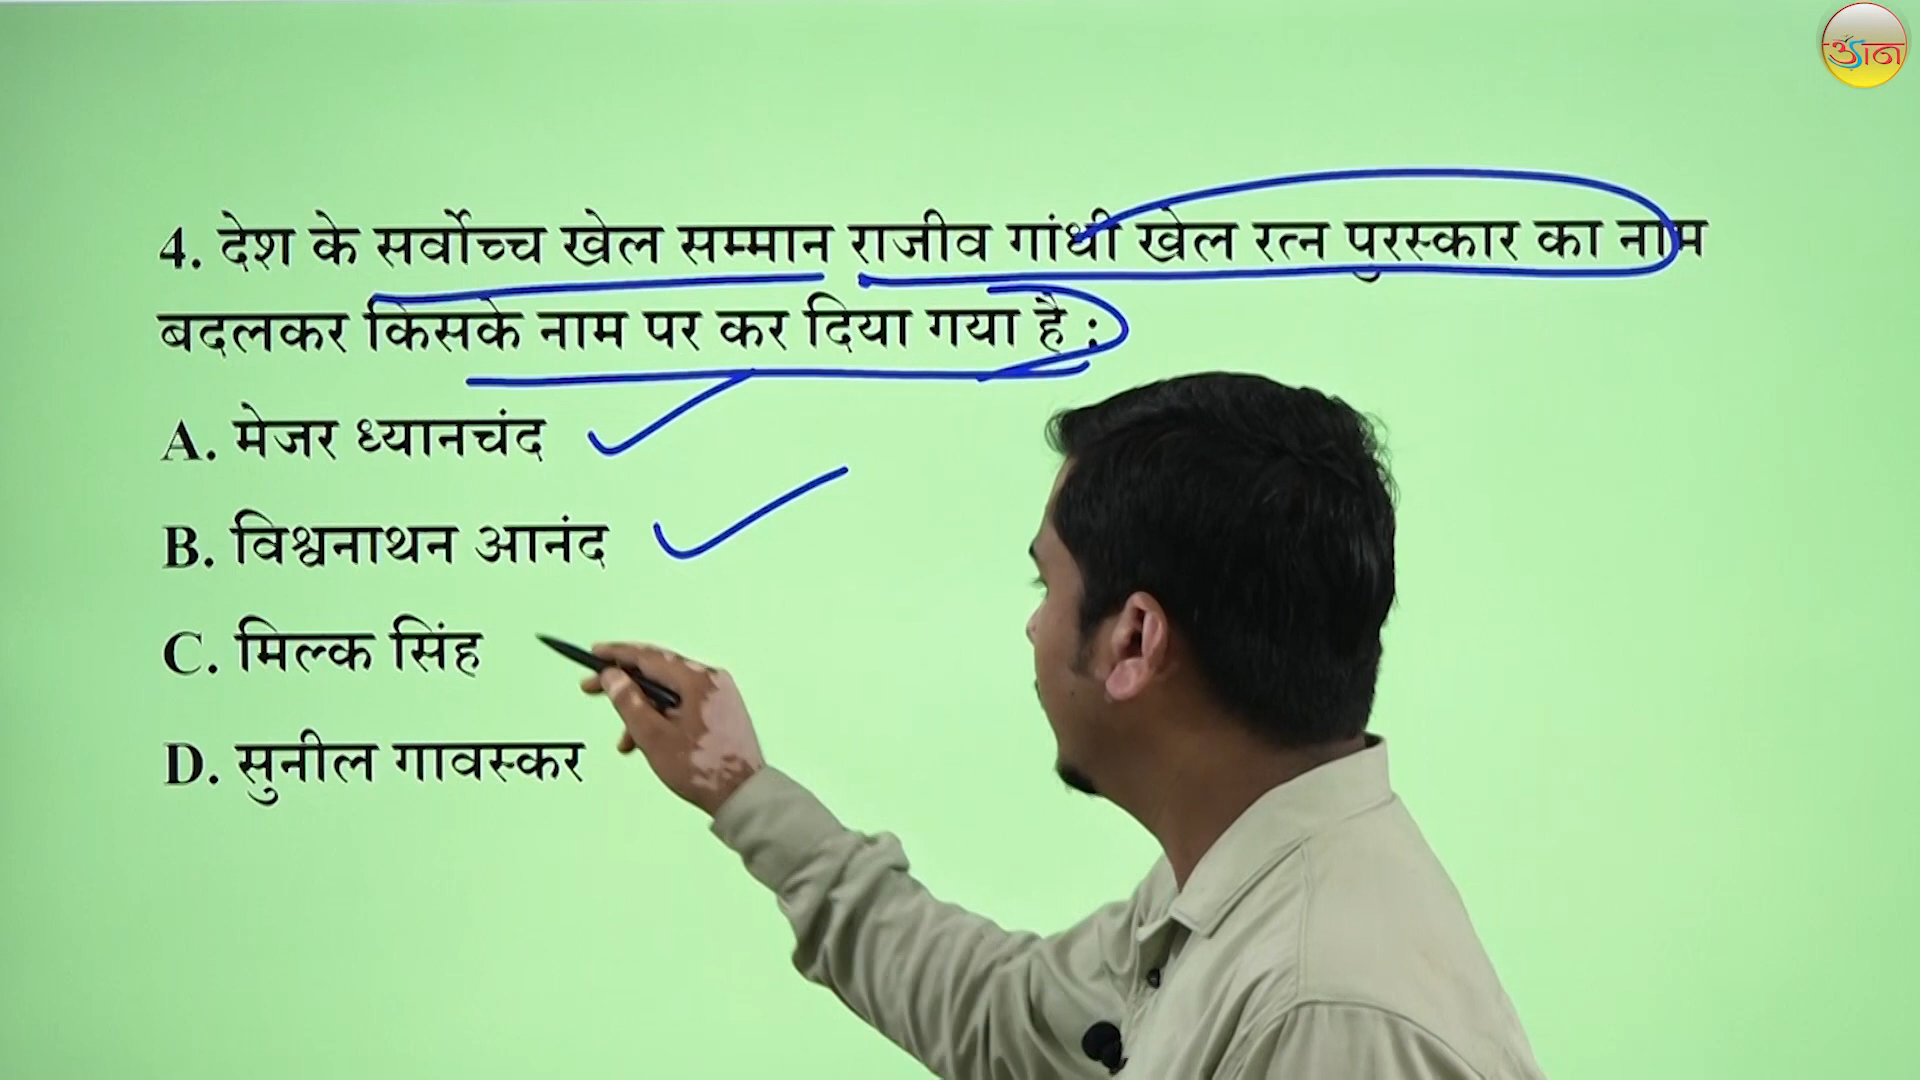 ज्ञान
4. देश के सर्वोच्च खेल सम्मान राजीव गांधी खेल रत्न पुरस्कार का नाम
बदलकर किसके नाम पर कर दिया गया है :
A. मेजर ध्यानचंद
B. विश्वनाथन आनंद
C. मिल्क सिंह
D. सुनील गावस्कर